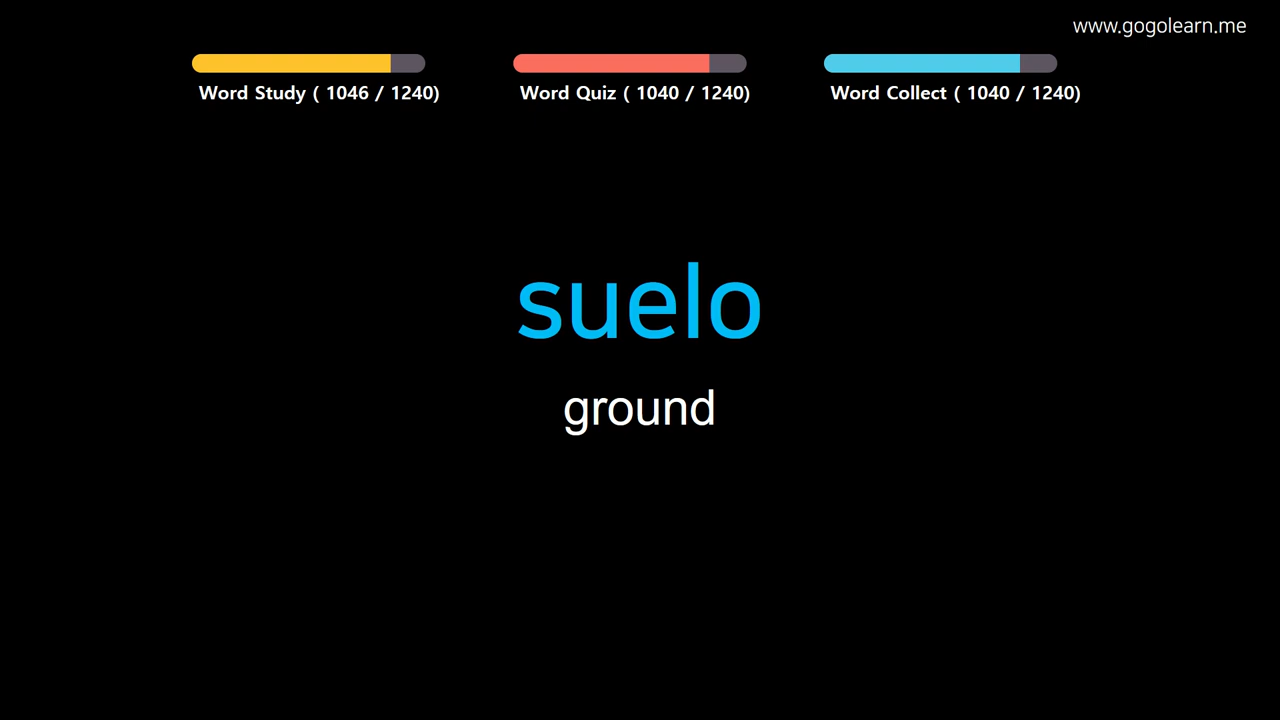 www.gogolearn.me
Word Study ( 1046 / 1240)
Word Quiz ( 1040 / 1240)
Word Collect ( 1040 / 1240)
suelo
ground